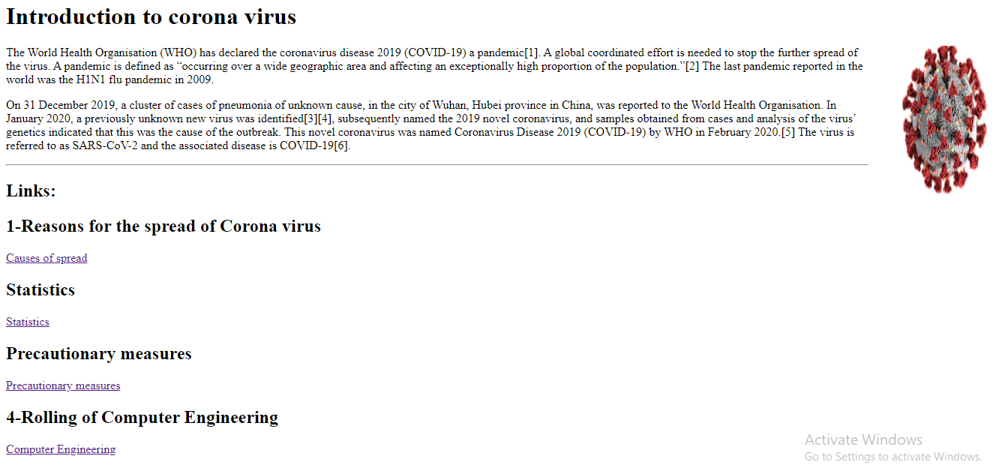 Introduction to corona virus
The World Health Organisation (WHO) has declared the coronavirus disease 2019 (COVID-19) a pandemic[1]. A global coordinated effort is needed to stop the further spread of
the virus. A pandemic is defined as “occurring over a wide geographic area and affecting an exceptionally high proportion of the population.”[2] The last pandemic reported in the
world was the H1N1 flu pandemic in 2009.
On 31 December 2019, a cluster of cases of pneumonia of unknown cause, in the city of Wuhan, Hubei province in China, was reported to the World Health Organisation. In
January 2020, a previously unknown new virus was identified[3][4], subsequently named the 2019 novel coronavirus, and samples obtained from cases and analysis of the virus’
genetics indicated that this was the cause of the outbreak. This novel coronavirus was named Coronavirus Disease 2019 (COVID-19) by WHO in February 2020.[5] The virus is
referred to as SARS-CoV-2 and the associated disease is COVID-19[6].
Links:
1-Reasons for the spread of Corona virus
Causes of spread
Statistics
Statistics
Precautionary measures
Precautionary measures
4-Rolling of Computer Engineering
Computer Engineering
Activate Windows
Go to Settings to activate Windows.